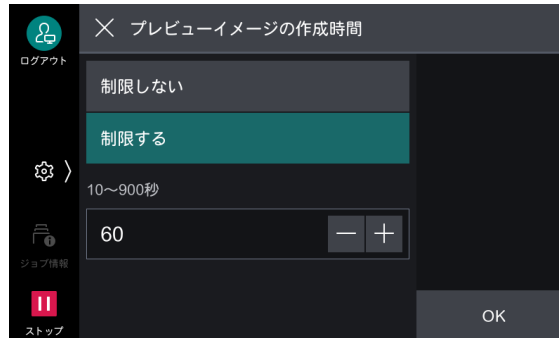 ログアウト
プレビューイメージの作成時間
制限しない
制限する
10～900秒
60
ジョブ情報
ストップ
OK